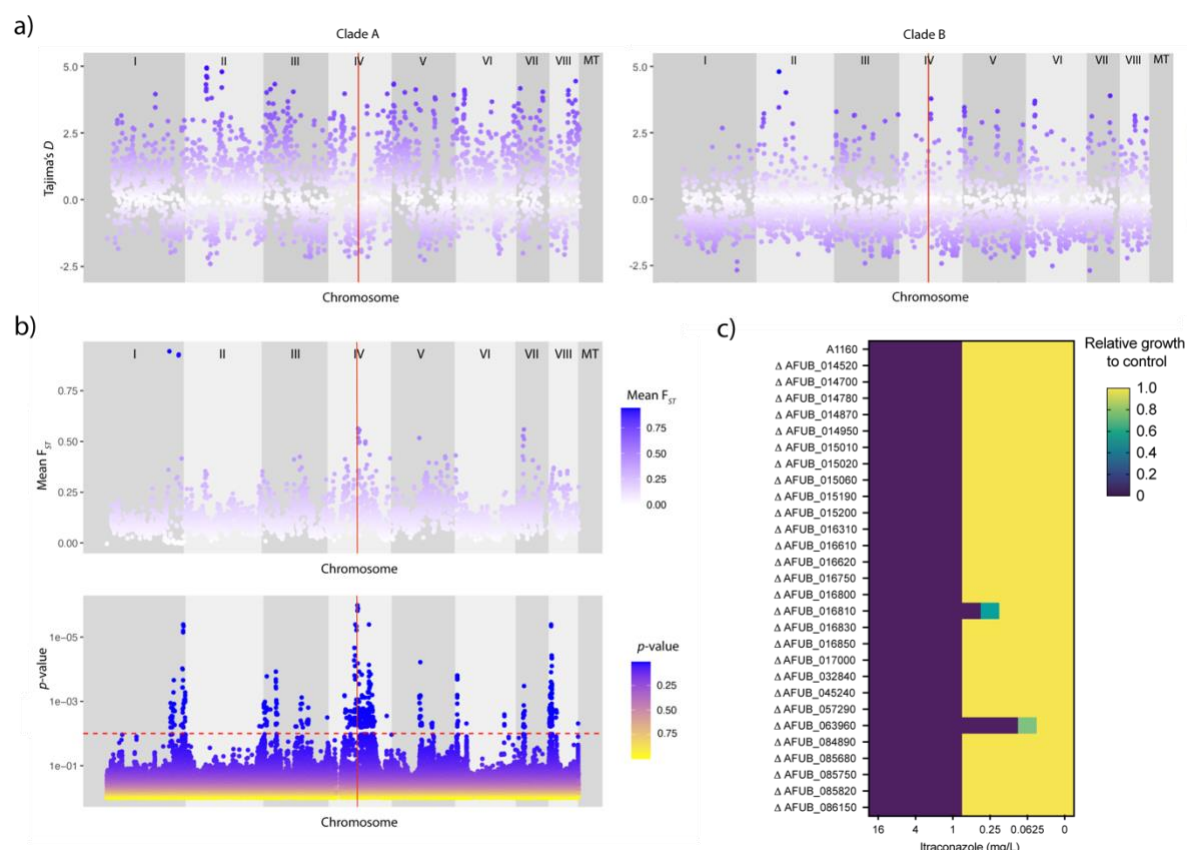 a)
Clade A
Clade B
I II III IV V VI VII VIII MT
I II III IV V VI VII VIII MT
5.0
2.5
0.0
-2.5
Tajima's D
Chromosome
5.0
2.5
0.0
-2.5
Chromosome
b)
I II III IV V VI VII VIII MT
0.75
0.50
0.25
0.00
Mean FST
Chromosome
Mean FST
0.75
0.50
0.25
0.00
1e-05
1e-03
1e-01
p-value
Chromosome
p-value
0.25
0.50
0.75
c)
A1160
Δ AFUB_014520
Δ AFUB_014700
Δ AFUB_014780
Δ AFUB_014870
Δ AFUB_014950
Δ AFUB_015010
Δ AFUB_015020
Δ AFUB_015060
Δ AFUB_015190
Δ AFUB_015200
Δ AFUB_016310
Δ AFUB_016610
Δ AFUB_016620
Δ AFUB_016750
Δ AFUB_016800
Δ AFUB_016810
Δ AFUB_016830
Δ AFUB_016850
Δ AFUB_017000
Δ AFUB_032840
Δ AFUB_045240
Δ AFUB_057290
Δ AFUB_063960
Δ AFUB_084890
Δ AFUB_085680
Δ AFUB_085750
Δ AFUB_085820
Δ AFUB_086150
16 4 1 0.25 0.0625 0
Itraconazole (mg/L)
Relative growth
to control
1.0
0.8
0.6
0.4
0.2
0